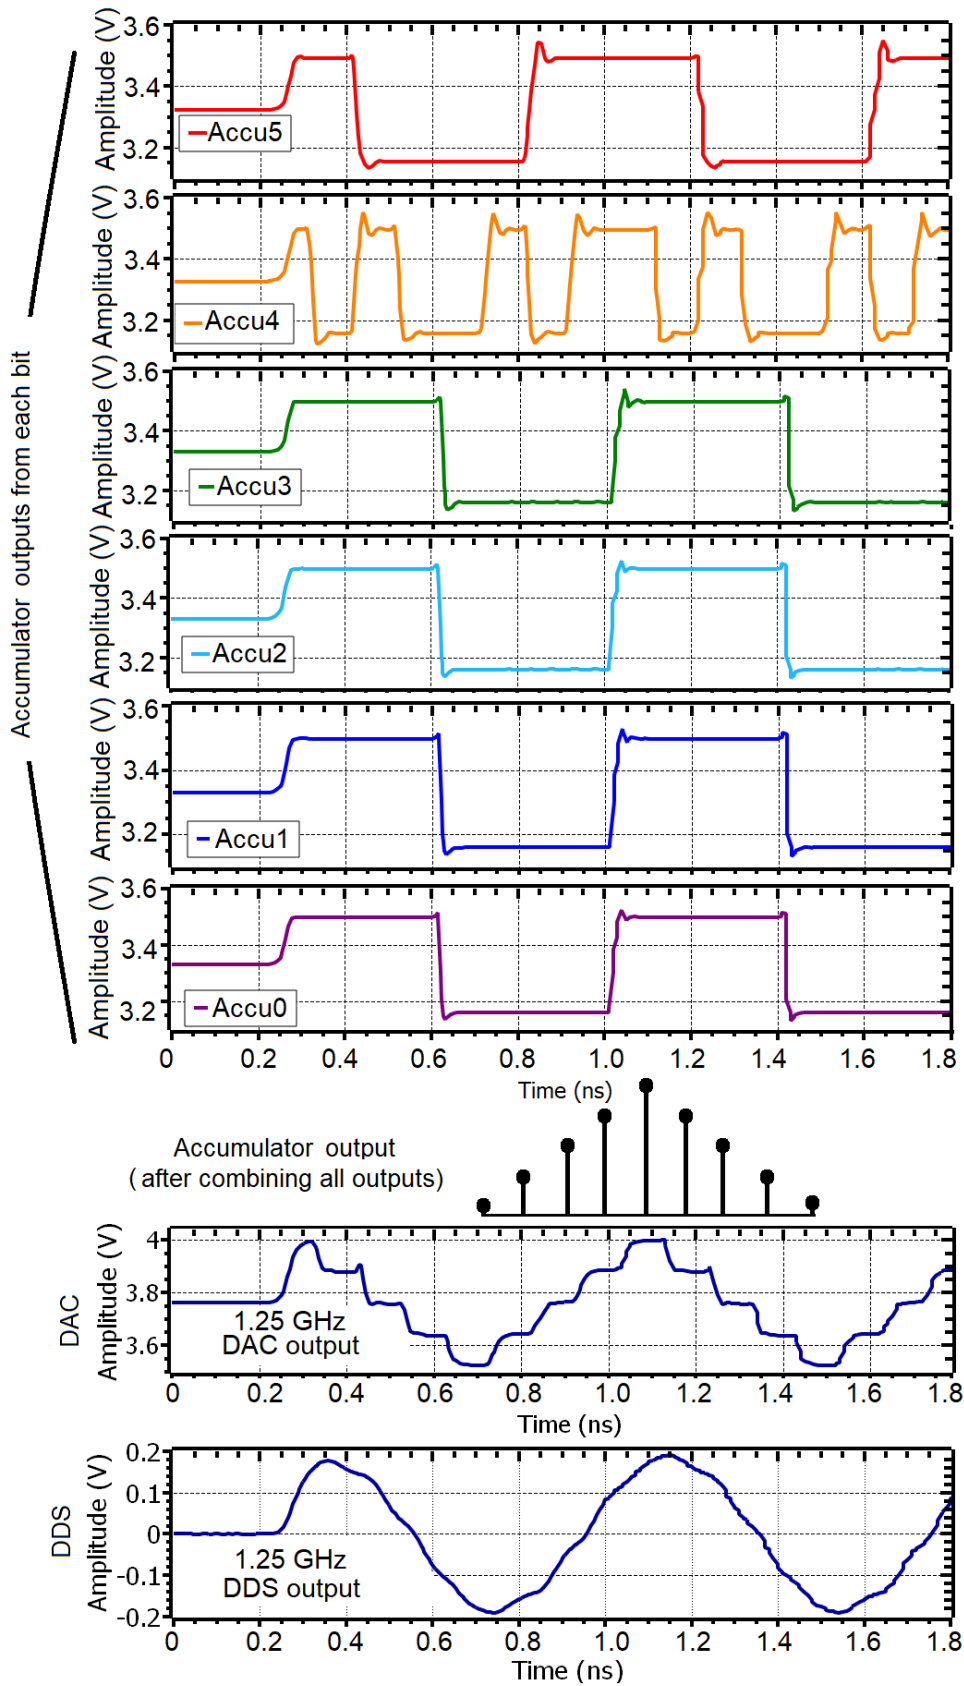 Accumulator outputs from each bit
Amplitude (V)
3.6
3.4
3.2
Accu5
Amplitude (V)
3.6
3.4
3.2
Accu4
Amplitude (V)
3.6
3.4
3.2
Accu3
Amplitude (V)
3.6
3.4
3.2
Accu2
Amplitude (V)
3.6
3.4
3.2
Accu1
Amplitude (V)
3.6
3.4
3.2
Accu0
0 0.2 0.4 0.6 0.8 1.0 1.2 1.4 1.6 1.8
Time (ns)
Accumulator output
( after combining all outputs)
DAC
Amplitude (V)
4
3.8
3.6
1.25 GHz
DAC output
0 0.2 0.4 0.6 0.8 1.0 1.2 1.4 1.6 1.8
Time (ns)
DDS
Amplitude (V)
0.2
0.1
0
-0.1
-0.2
1.25 GHz
DDS output
0 0.2 0.4 0.6 0.8 1.0 1.2 1.4 1.6 1.8
Time (ns)